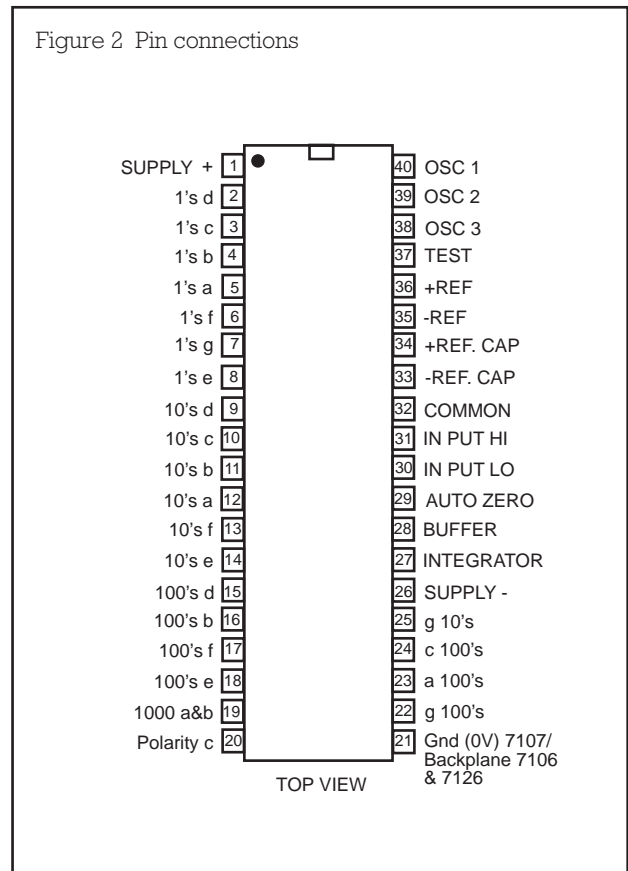 Figure 2 Pin connections
SUPPLY + 1
1's d 2
1's c 3
1's b 4
1's a 5
1's f 6
1's g 7
1's e 8
10's d 9
10's c 10
10's b 11
10's a 12
10's f 13
10's e 14
100's d 15
100's b 16
100's f 17
100's e 18
1000 a&b 19
Polarity c 20
40 OSC 1
39 OSC 2
38 OSC 3
37 TEST
36 +REF
35 -REF
34 +REF. CAP
33 -REF. CAP
32 COMMON
31 IN PUT HI
30 IN PUT LO
29 AUTO ZERO
28 BUFFER
27 INTEGRATOR
26 SUPPLY -
25 g 10's
24 c 100's
23 a 100's
22 g 100's
21 Gnd (0V) 7107/
Backplane 7106
& 7126
TOP VIEW